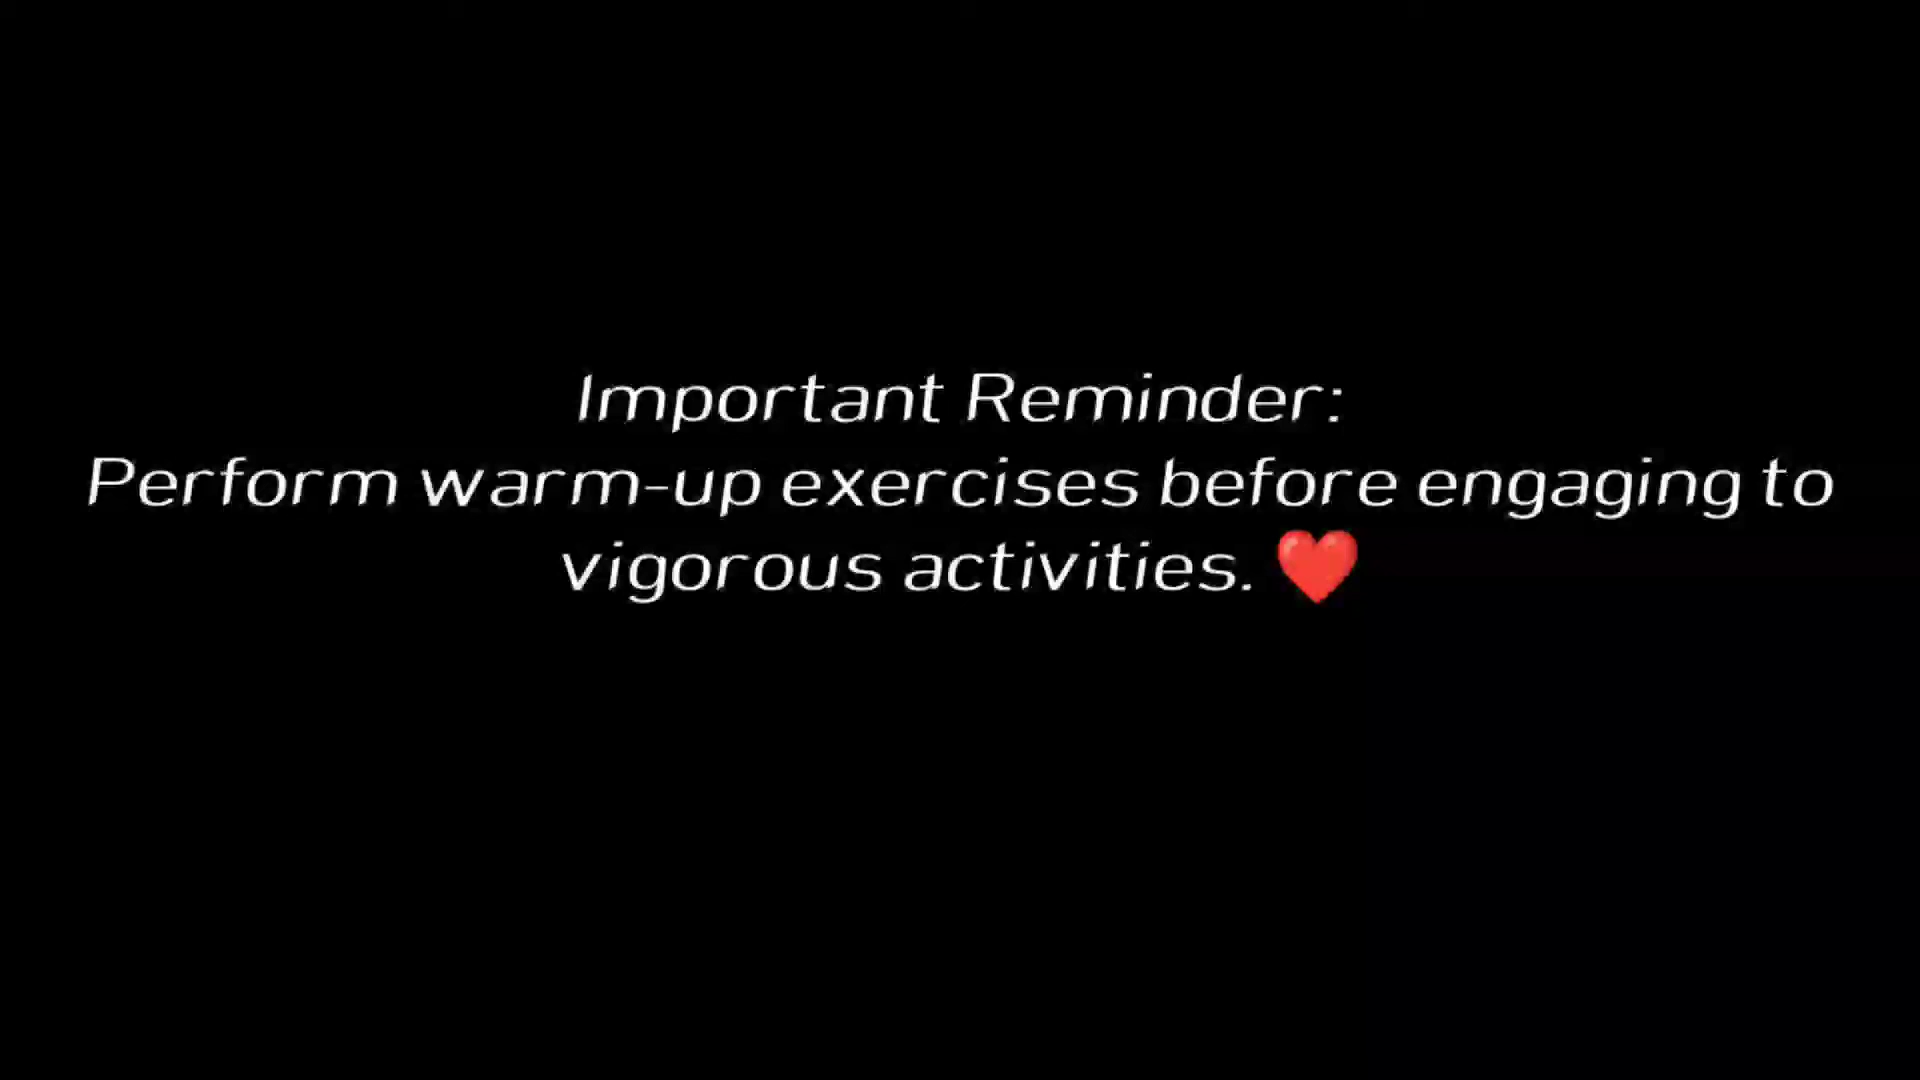 Important Reminder:
Perform warm-up exercises before engaging to
vigorous activities. ❤️